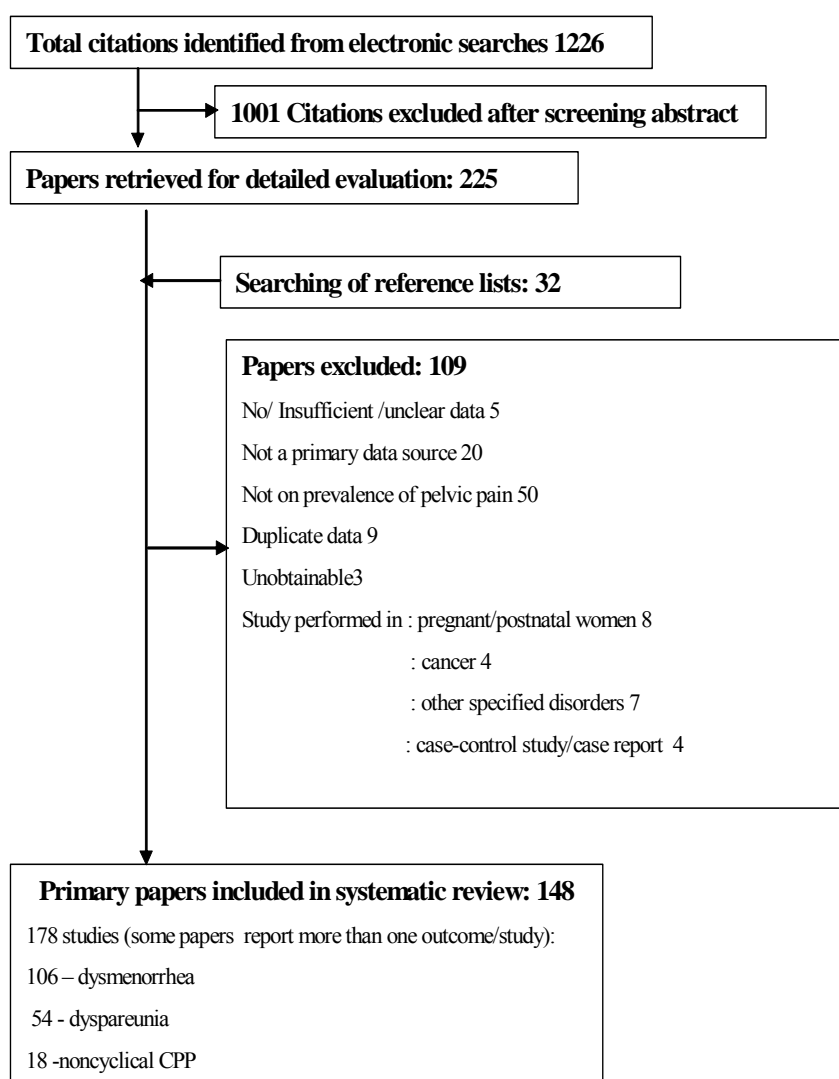 Total citations identified from electronic searches 1226
1001 Citations excluded after screening abstract
Papers retrieved for detailed evaluation: 225
Searching of reference lists: 32
Papers excluded: 109
No/ Insufficient /unclear data 5
Not a primary data source 20
Not on prevalence of pelvic pain 50
Duplicate data 9
Unobtainable3
Study performed in : pregnant/postnatal women 8
: cancer 4
: other specified disorders 7
: case-control study/case report 4
Primary papers included in systematic review: 148
178 studies (some papers report more than one outcome/study):
106 – dysmenorrhea
54 - dyspareunia
18 -noncyclical CPP